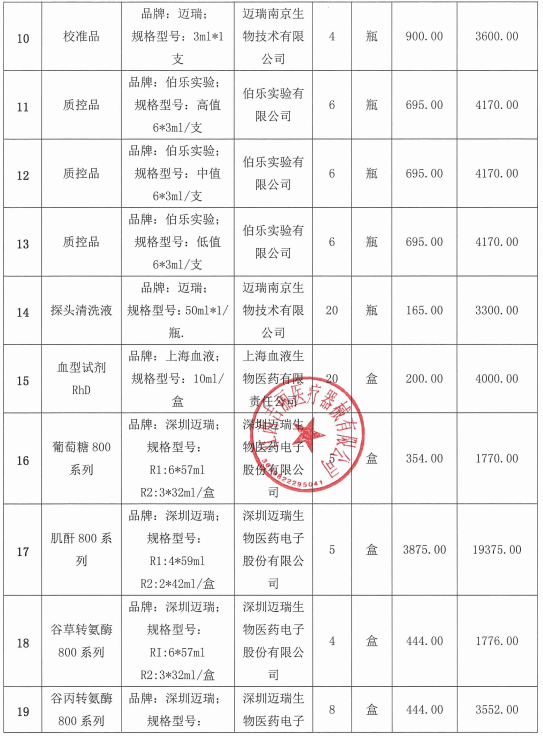 10 校准品 品牌：迈瑞；规格型号：3ml*1支 迈瑞南京生物技术有限公司 4 瓶 900.00 3600.00
11 质控品 品牌：伯乐实验；规格型号：高值6*3ml/支 伯乐实验有限公司 6 瓶 695.00 4170.00
12 质控品 品牌：伯乐实验；规格型号：中值6*3ml/支 伯乐实验有限公司 6 瓶 695.00 4170.00
13 质控品 品牌：伯乐实验；规格型号：低值6*3ml/支 伯乐实验有限公司 6 瓶 695.00 4170.00
14 探头清洗液 品牌：迈瑞；规格型号：50ml*1/瓶. 迈瑞南京生物技术有限公司 20 瓶 165.00 3300.00
15 血型试剂RhD 品牌：上海血液；规格型号：10ml/盒 上海血液生物医药有限责任公司 20 盒 200.00 4000.00
16 葡萄糖800系列 品牌：深圳迈瑞；规格型号：R1:6*57ml R2:3*32ml/盒 深圳迈瑞生物医药电子股份有限公司 5 盒 354.00 1770.00
17 肌酐800系列 品牌：深圳迈瑞；规格型号：R1:4*59ml R2:2*42ml/盒 深圳迈瑞生物医药电子股份有限公司 5 盒 3875.00 19375.00
18 谷草转氨酶800系列 品牌：深圳迈瑞；规格型号：RI:6*57ml R2:3*32ml/盒 深圳迈瑞生物医药电子股份有限公司 4 盒 444.00 1776.00
19 谷丙转氨酶800系列 品牌：深圳迈瑞；规格型号： 深圳迈瑞生物医药电子 8 盒 444.00 3552.00
医疗器械有限公司